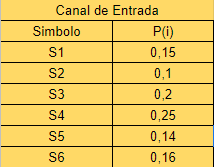 Canal de Entrada
Simbolo P(i)
S1 0,15
S2 0,1
S3 0,2
S4 0,25
S5 0,14
S6 0,16